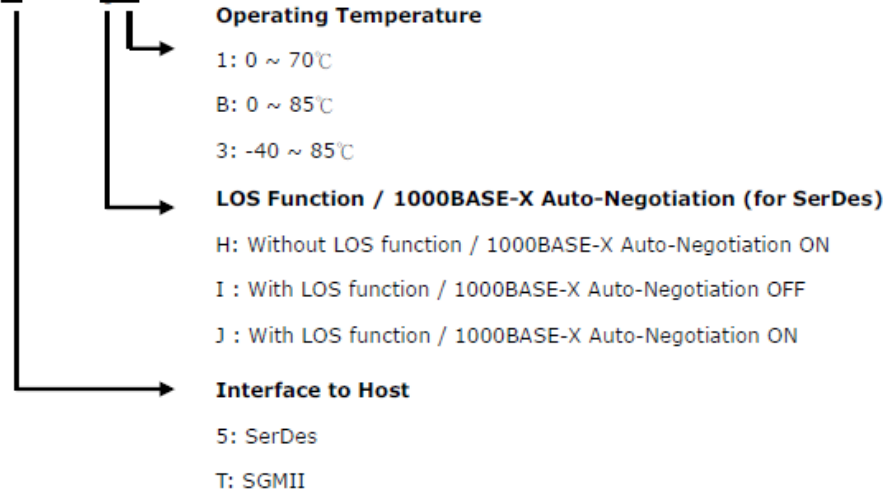 Operating Temperature
1: 0 ~ 70℃
B: 0 ~ 85℃
3: -40 ~ 85℃
LOS Function / 1000BASE-X Auto-Negotiation (for SerDes)
H: Without LOS function / 1000BASE-X Auto-Negotiation ON
I : With LOS function / 1000BASE-X Auto-Negotiation OFF
J : With LOS function / 1000BASE-X Auto-Negotiation ON
Interface to Host
5: SerDes
T: SGMII